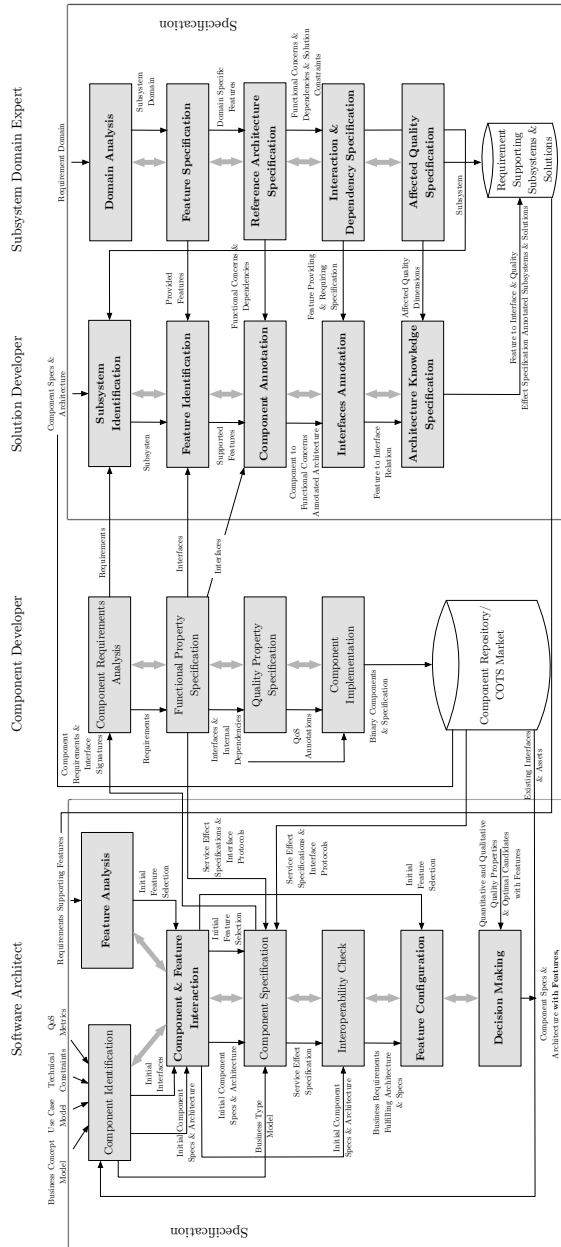 Software Architect
Component Developer
Solution Developer
Subsystem Domain Expert
Specification
Business Concept
Model
Use Case
Model
Technical
Constraints
QoS
Metrics
Requirements Supporting Features
Component Identification
Feature Analysis
Initial
Interfaces
Initial Component
Specs & Architecture
Initial
Feature
Selection
Component & Feature
Interaction
Business Type
Model
Initial Component
Specs & Architecture
Initial
Feature
Selection
Service Effect
Specifications &
Interface
Protocols
Component Specification
Service Effect
Specification
Service Effect
Specifications &
Interface
Protocols
Initial Component
Specs & Architecture
Interoperability Check
Business Requirements
Fulfilling Architecture
& Specs
Initial
Feature
Selection
Feature Configuration
Quantitative and Qualitative
Quality Properties
& Optimal Candidates
with Features
Decision Making
Component Specs &
Architecture with Features,
Existing Interfaces
& Assets
Component
Requirements &
Interface
Signatures
Component Requirements
Analysis
Requirements
Requirements
Functional Property
Specification
Interfaces
Interfaces
Interfaces &
Internal
Dependencies
Quality Property
Specification
QoS
Annotations
Component
Implementation
Binary Components
& Specification
Component Repository/
COTS Market
Component Specs &
Architecture
Subsystem
Identification
Subsystem
Provided
Features
Feature Identification
Supported
Features
Functional Concerns &
Dependencies
Component Annotation
Component to
Functional Concerns
Annotated Architecture
Feature Providing
& Requiring
Specification
Interfaces Annotation
Feature to Interface
Relation
Affected Quality
Dimensions
Architecture Knowledge
Specification
Feature to Interface & Quality
Effect Specification Annotated Subsystems & Solutions
Requirement Domain
Domain Analysis
Subsystem
Domain
Feature Specification
Domain Specific
Features
Reference Architecture
Specification
Functional Concerns &
Dependencies & Solution
Constraints
Interaction &
Dependency Specification
Affected Quality
Specification
Subsystem
Requirement
Supporting
Subsystems &
Solutions
Specification